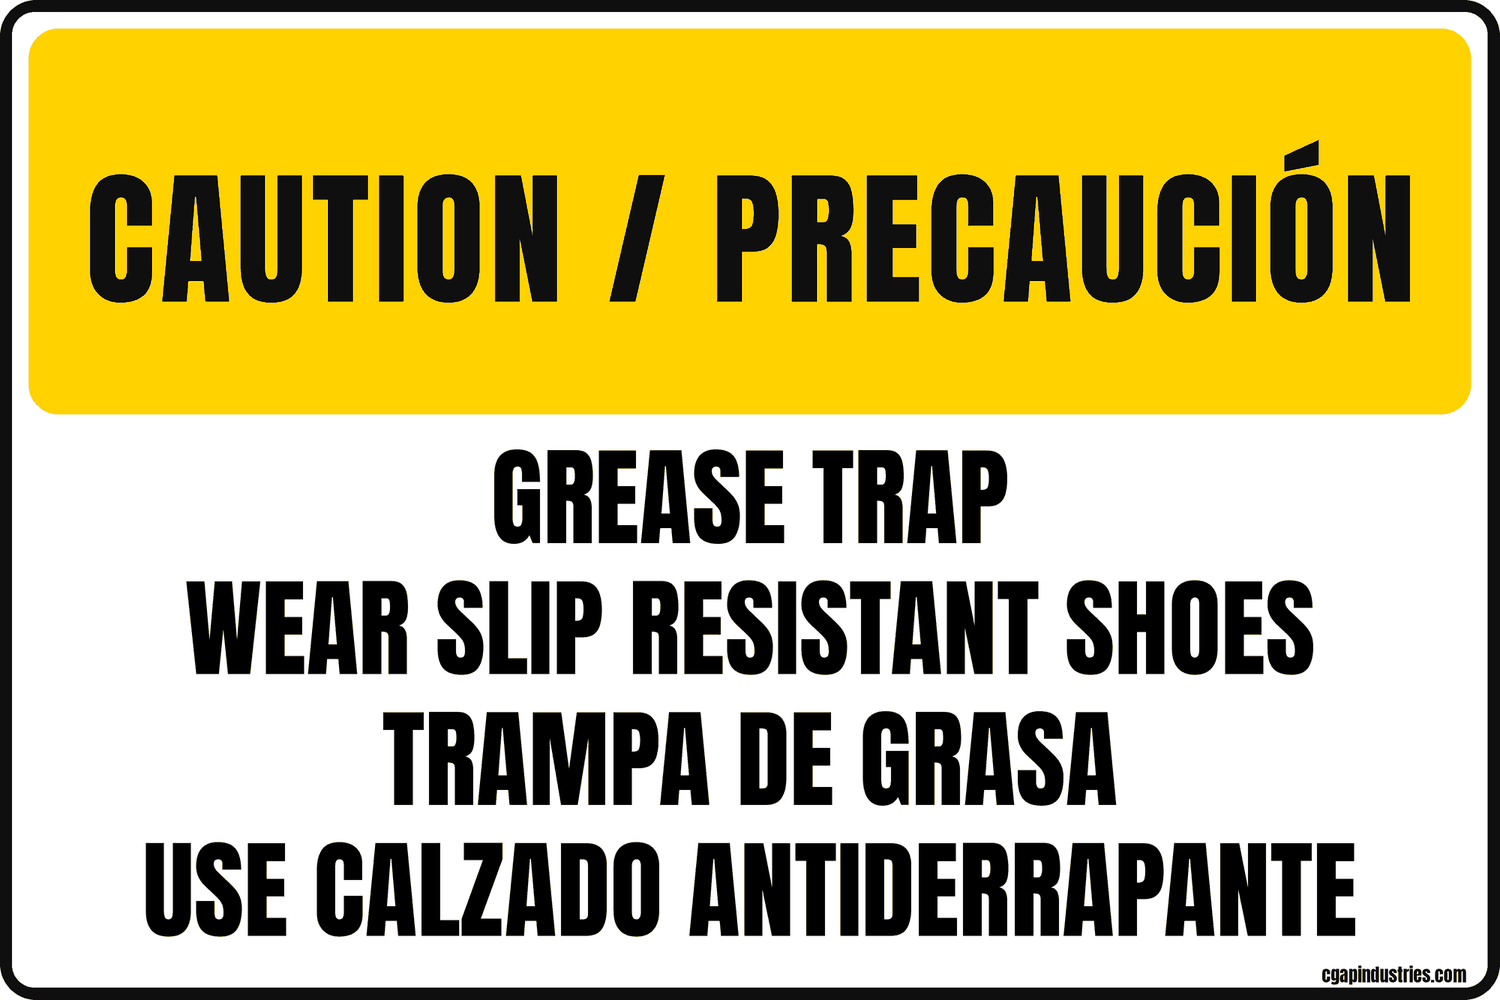 CAUTION / PRECAUCIÓN
GREASE TRAP
WEAR SLIP RESISTANT SHOES
TRAMPA DE GRASA
USE CALZADO ANTIDERRAPANTE
cgapindustries.com